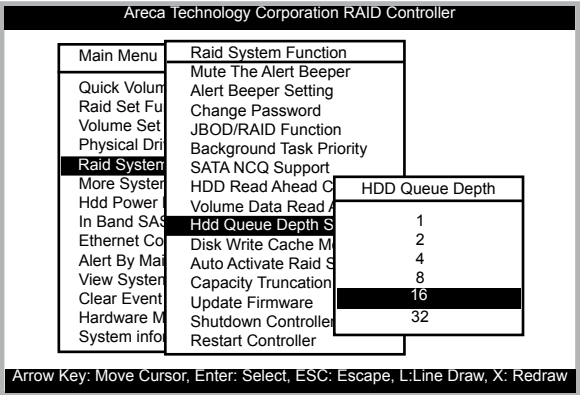 Areca Technology Corporation RAID Controller
Main Menu
Quick Volum
Raid Set Fu
Volume Set
Physical Dri
Raid System
More System
Hdd Power
In Band SAS
Ethernet Co
Alert By Mai
View System
Clear Event
Hardware M
System infor
Raid System Function
Mute The Alert Beeper
Alert Beeper Setting
Change Password
JBOD/RAID Function
Background Task Priority
SATA NCQ Support
HDD Read Ahead C
Volume Data Read A
Hdd Queue Depth S
Disk Write Cache M
Auto Activate Raid S
Capacity Truncation
Update Firmware
Shutdown Controller
Restart Controller
HDD Queue Depth
1
2
4
8
16
32
Arrow Key: Move Cursor, Enter: Select, ESC: Escape, L:Line Draw, X: Redraw